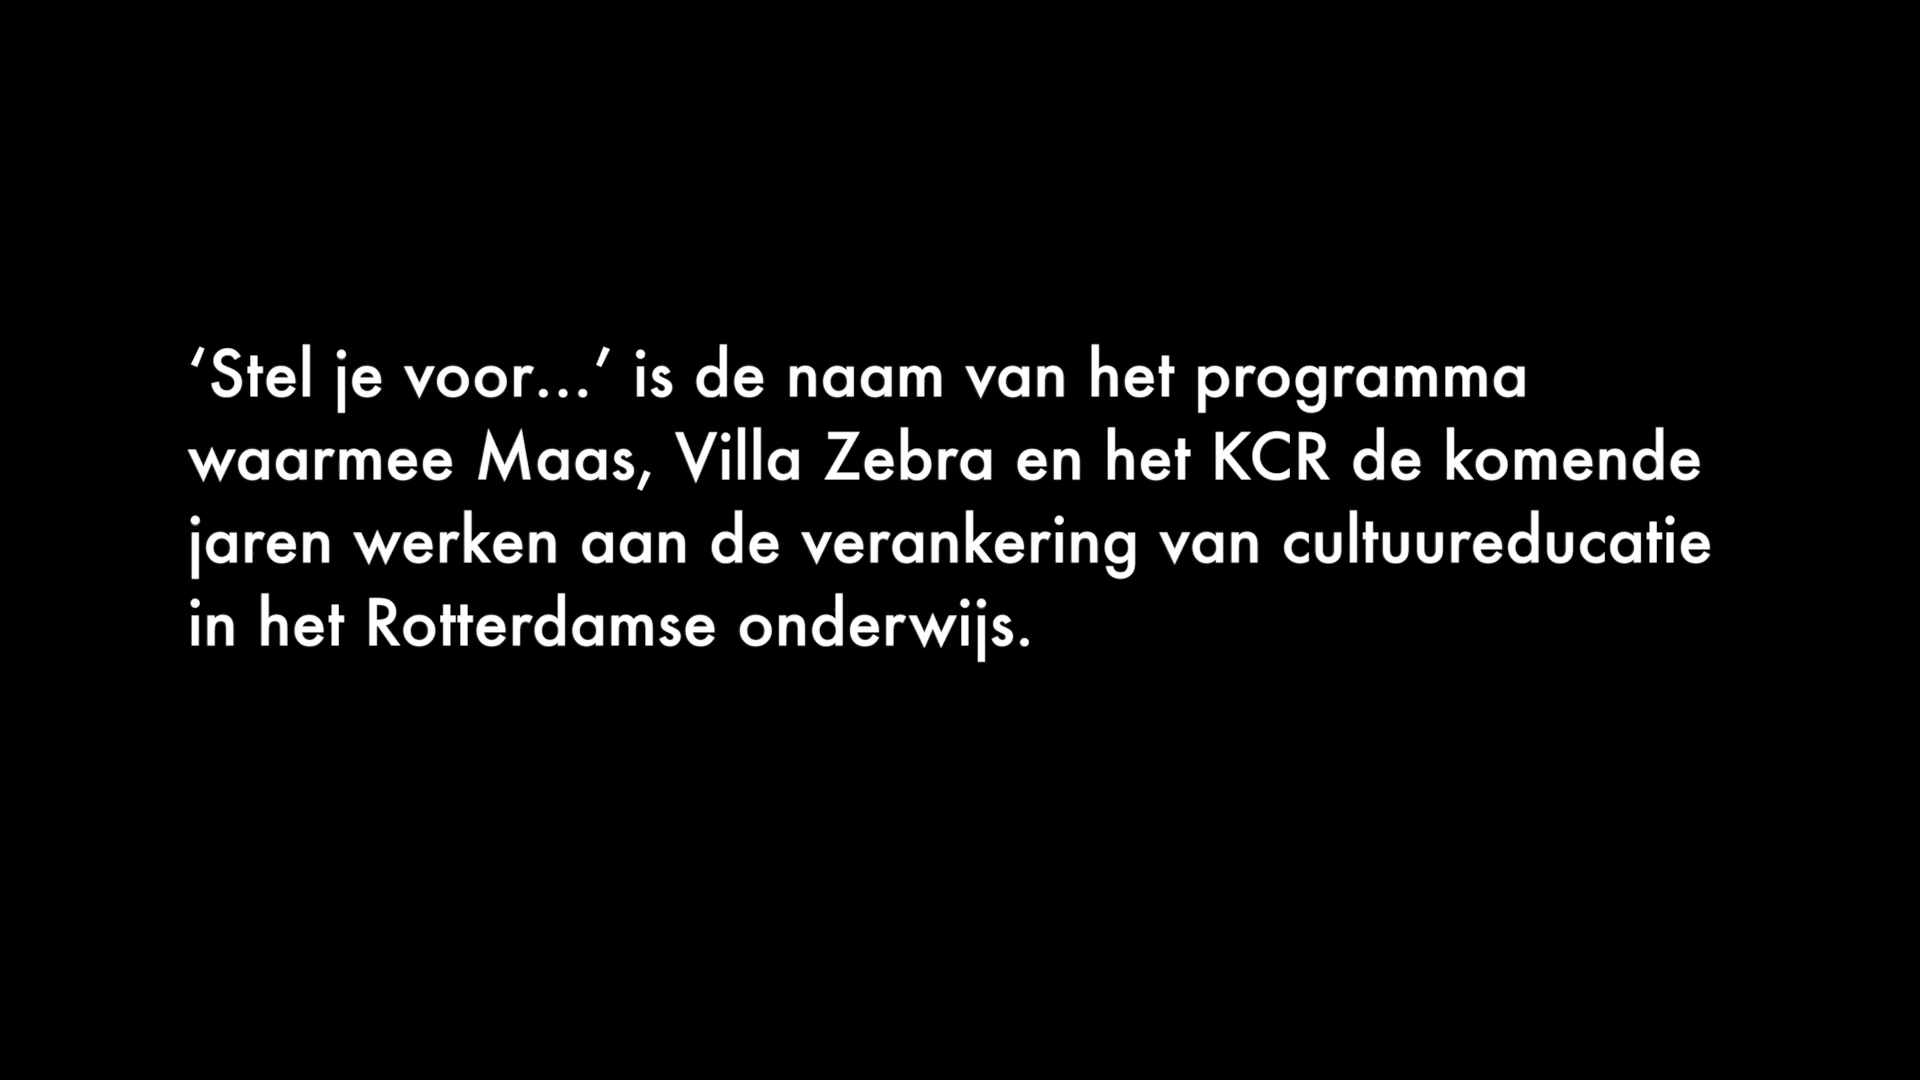 ‘Stel je voor...’ is de naam van het programma
waarmee Maas, Villa Zebra en het KCR de komende
jaren werken aan de verankering van cultuureducatie
in het Rotterdamse onderwijs.